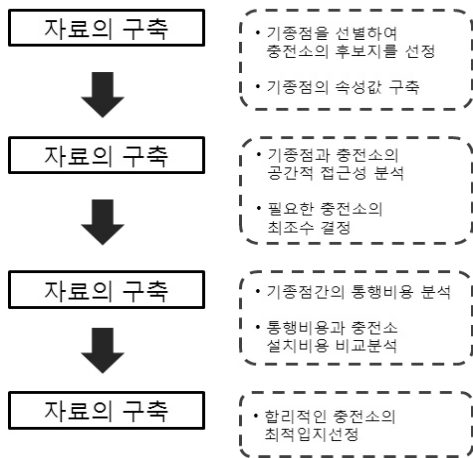 자료의 구축
• 기종점을 선별하여
충전소의 후보지를 선정
• 기종점의 속성값 구축
자료의 구축
• 기종점과 충전소의
공간적 접근성 분석
• 필요한 충전소의
최조수 결정
자료의 구축
• 기종점간의 통행비용 분석
• 통행비용과 충전소
설치비용 비교분석
자료의 구축
• 합리적인 충전소의
최적입지선정